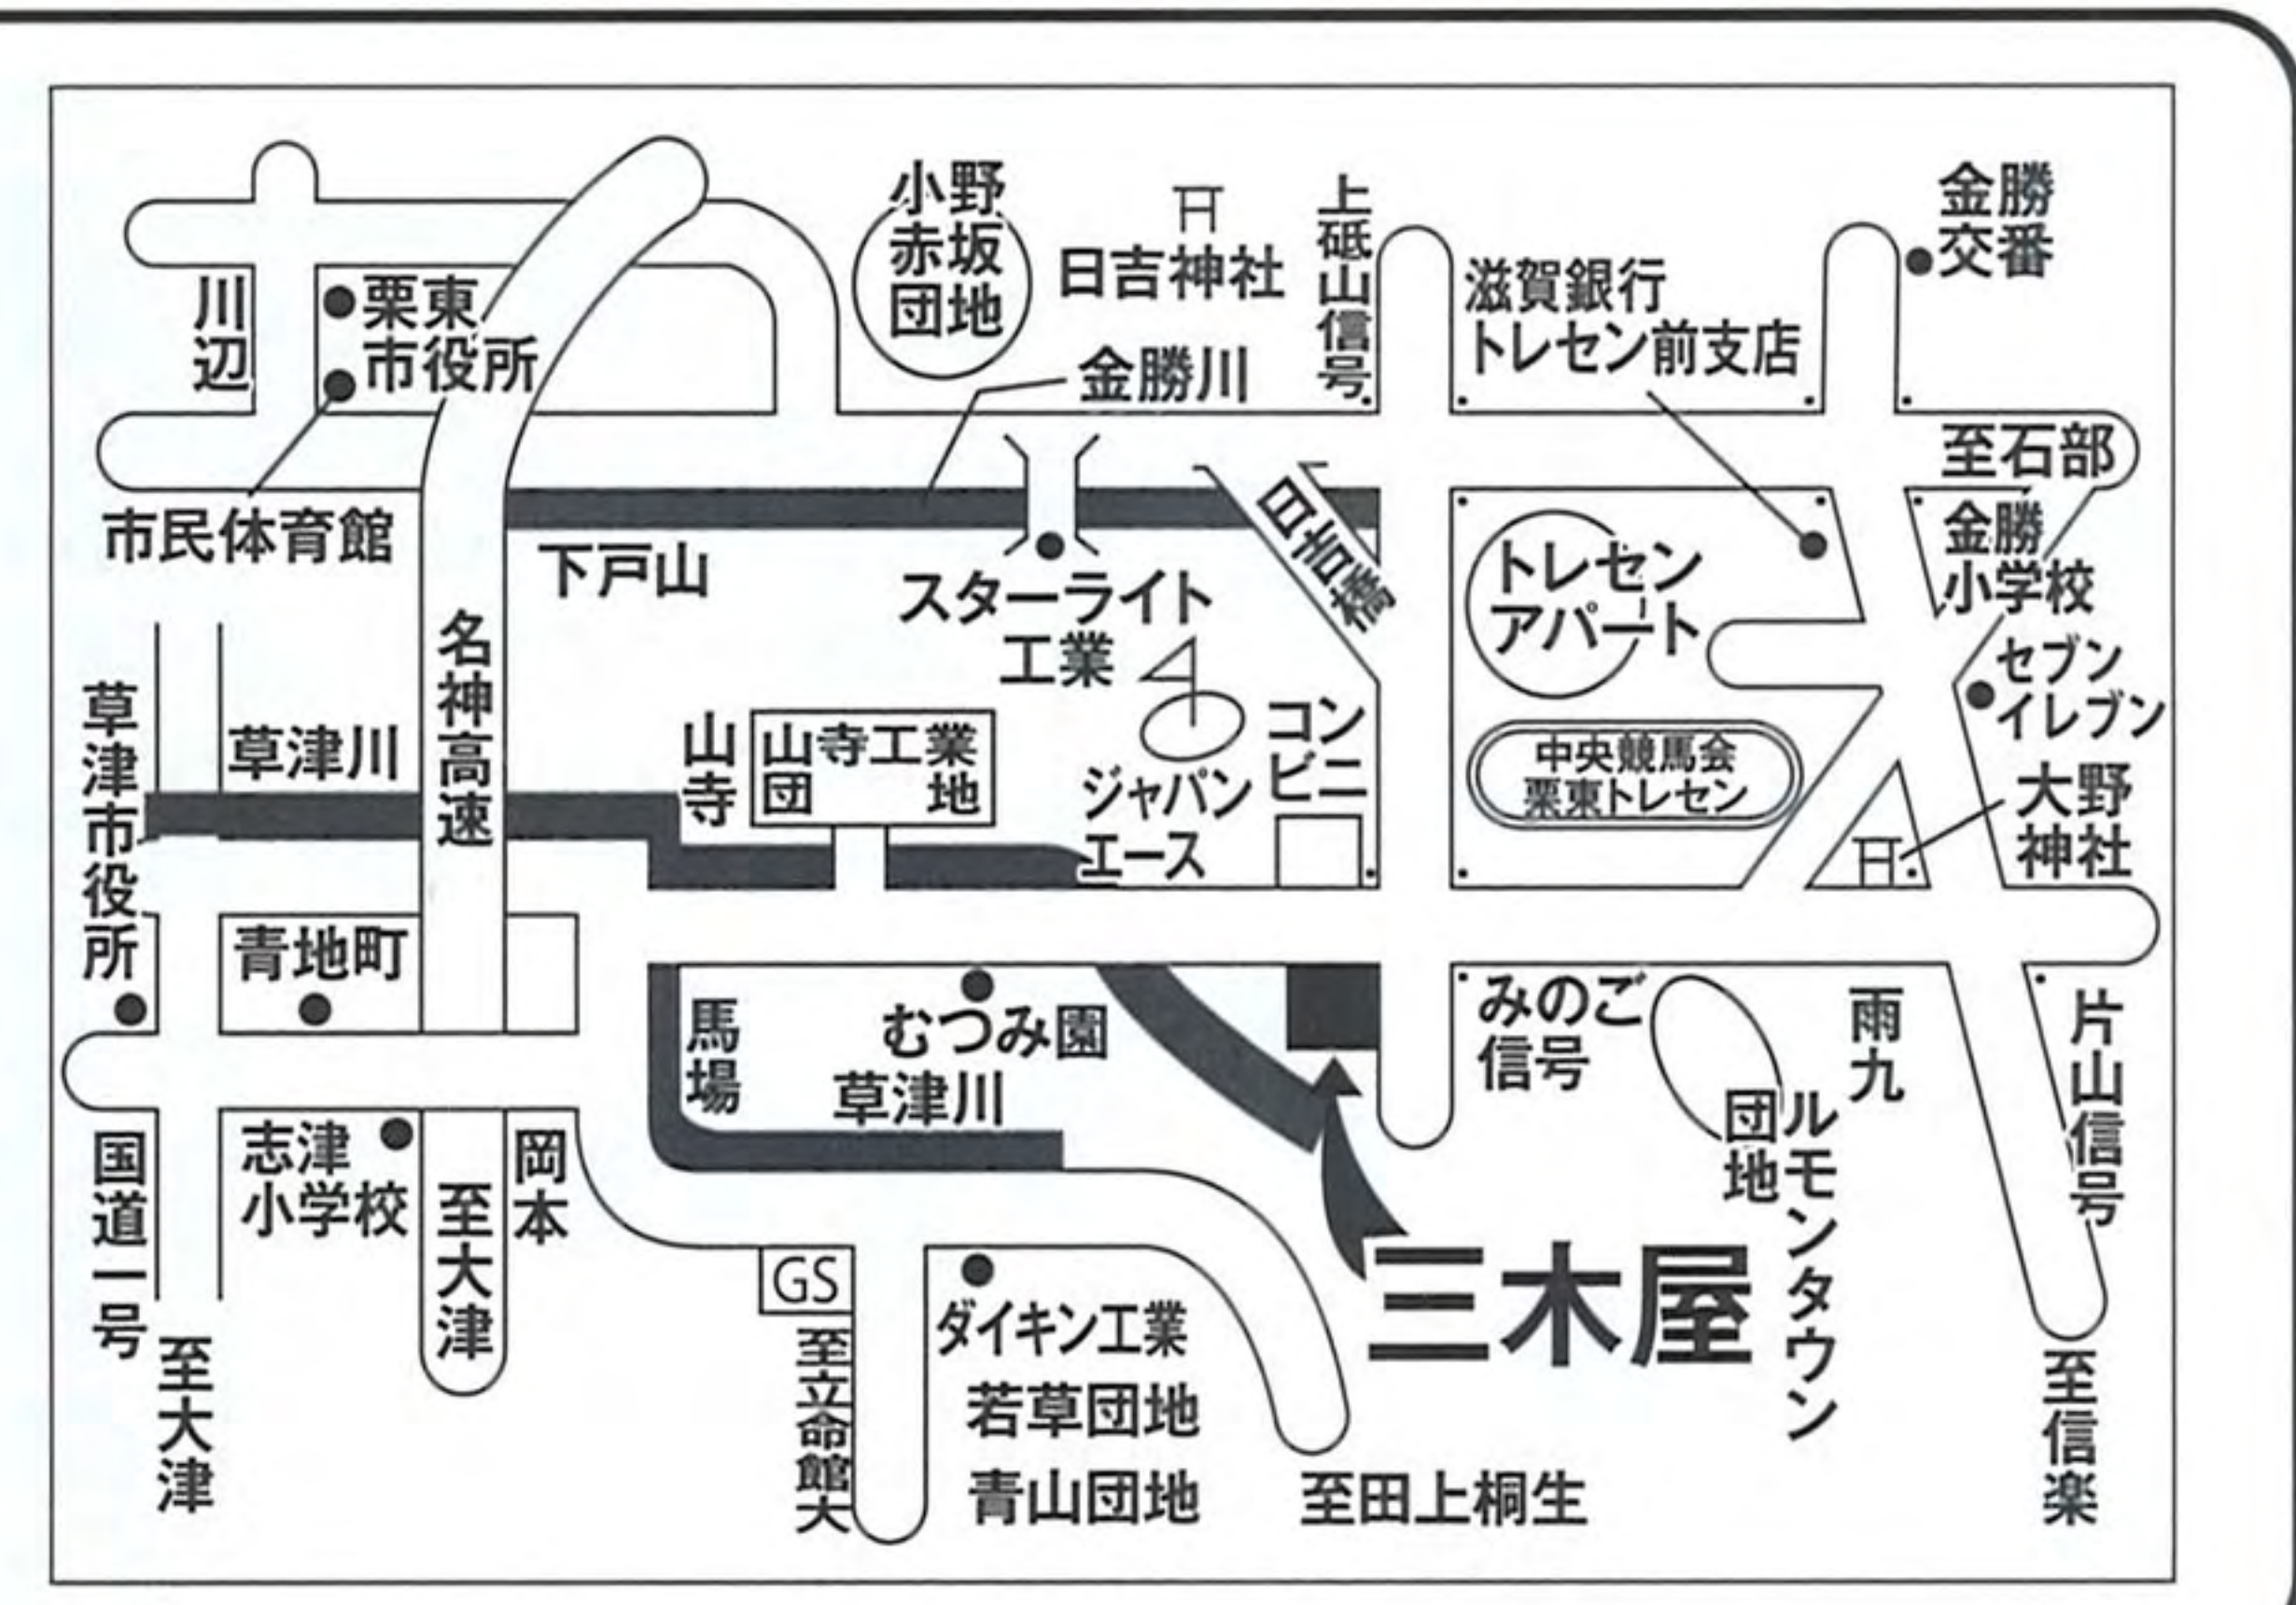 小野
赤坂
団地
日吉神社
上砥山信号
金勝
交番
川辺
栗東
市役所
滋賀銀行
トレセン前支店
金勝川
至石部
市民体育館
下戸山
日吉橋
金勝
小学校
スターライト
工業
トレセン
アパート
名神高速
セブン
イレブン
草津市役所
草津川
山寺
山寺工業
団地
コン
ビニ
ジャパン
エース
中央競馬会
栗東トレセン
大野
神社
青地町
馬場
むつみ園
草津川
みのご
信号
雨丸
片山信号
国道一号
志津
小学校
至大津
岡本
ルモンタウン
団地
三木屋
GS
ダイキン工業
至大津
至立命館大
若草団地
青山団地
至田上桐生
至信楽